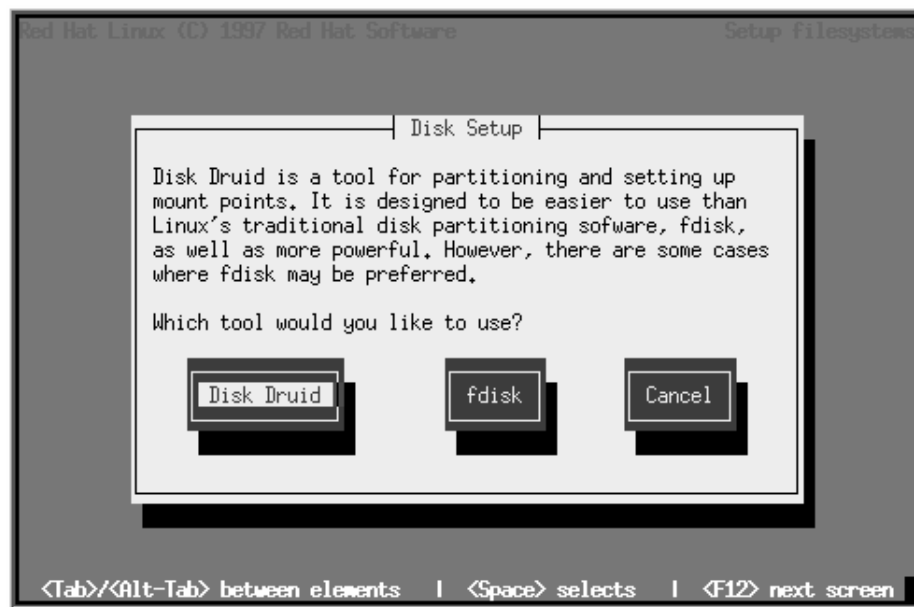 Red Hat Linux (C) 1997 Red Hat Software Setup filesystems
Disk Setup
Disk Druid is a tool for partitioning and setting up
mount points. It is designed to be easier to use than
Linux's traditional disk partitioning sofware, fdisk,
as well as more powerful. However, there are some cases
where fdisk may be preferred.
Which tool would you like to use?
Disk Druid fdisk Cancel
<Tab>/<Alt-Tab> between elements | <Space> selects | <F12> next screen